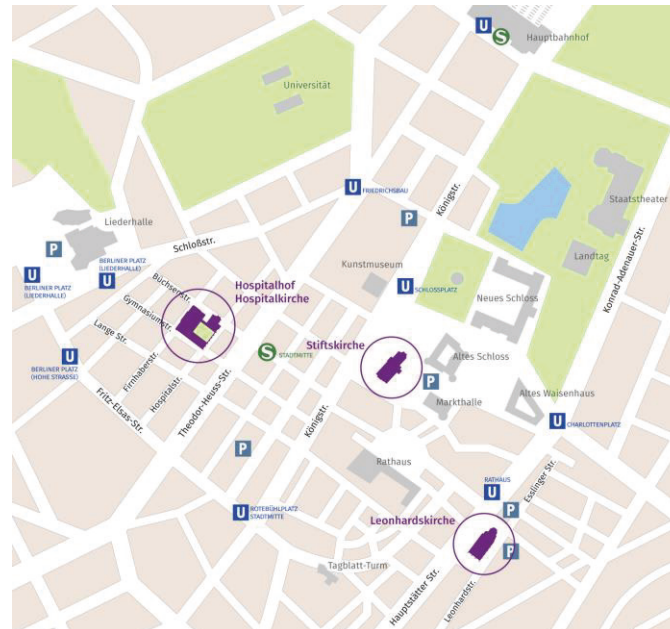 U
S
Hauptbahnhof
Universität
U
FRIEDRICHSBAU
Königstr.
P
Staatstheater
Liederhalle
P
Schloßstr.
Landtag
Konrad-Adenauer-Str.
Kunstmuseum
BERLINER PLATZ
(LIEDERHALLE)
U
U
BERLINER PLATZ
(LIEDERHALLE)
Büchsenstr.
Hospitalhof
Hospitalkirche
U
SCHLOSSPLATZ
Neues Schloss
Gymnasiumstr.
Lange Str.
Stiftskirche
U
BERLINER PLATZ
(HOHE STRASSE)
S
STADTMITTE
Altes Schloss
P
Firnhaberstr.
Hospitalstr.
Theodor-Heuss-Str.
Fritz-Elsas-Str.
Königstr.
Markthalle
Altes Waisenhaus
U
CHARLOTTENPLATZ
P
Rathaus
RATHAUS
U
Esslinger Str.
U
ROTEBÜHLPLATZ
STADTMITTE
P
Leonhardskirche
P
Tagblatt-Turm
Hauptstätter Str.
Leonhardstr.